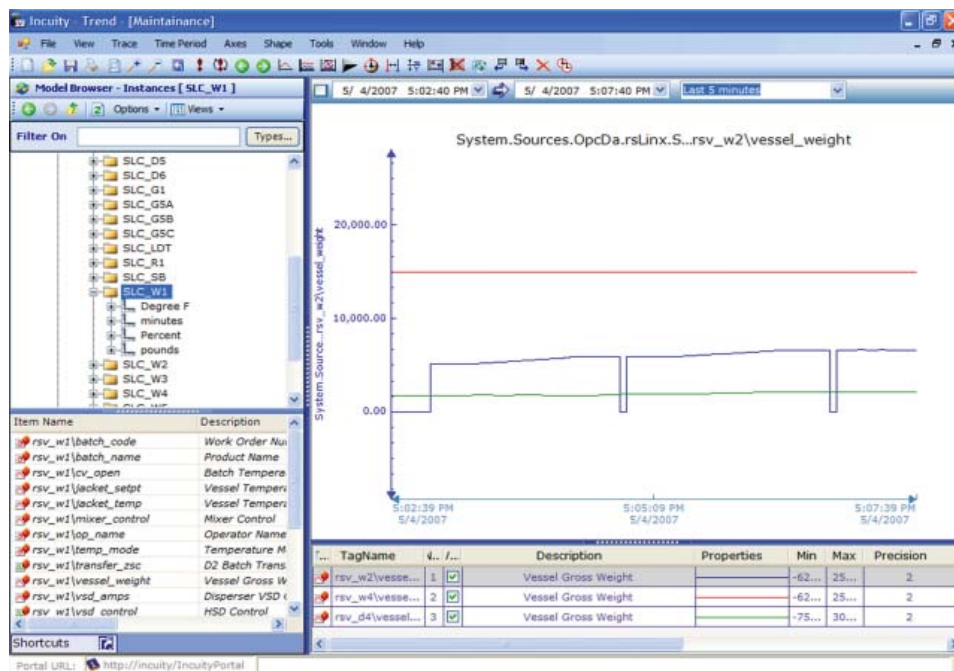 Incuity - Trend - [Maintainance]
File View Trace Time Period Axes Shape Tools Window Help
Model Browser - Instances [ SLC_W1 ]
Options Views
Filter On Types...
SLC_D5
SLC_D6
SLC_G1
SLC_G5A
SLC_G5B
SLC_G5C
SLC_LDT
SLC_R1
SLC_SB
SLC_W1
Degree F
minutes
Percent
pounds
SLC_W2
SLC_W3
SLC_W4
Item Name Description
rsv_w1\batch_code Work Order Nu
rsv_w1\batch_name Product Name
rsv_w1\cv_open Batch Tempera
rsv_w1\jacket_setpt Vessel Tempera
rsv_w1\jacket_temp Vessel Tempera
rsv_w1\mixer_control Mixer Control
rsv_w1\op_name Operator Name
rsv_w1\temp_mode Temperature M
rsv_w1\transfer_zsc D2 Batch Trans
rsv_w1\vessel_weight Vessel Gross W
rsv_w1\vsd_amps Disperser VSD
rsv_w1\vsd_control HSD Control
Shortcuts
Portal URL: http://incuity/IncuityPortal
5/ 4/2007 5:02:40 PM 5/ 4/2007 5:07:40 PM Last 5 minutes
System.Sources.OpcDa.rsLinx.S...rsv_w2\vessel_weight
System.Source...rsv_w2\vessel_weight
20,000.00
10,000.00
0.00
5:02:39 PM 5:05:09 PM 5:07:39 PM
5/4/2007 5/4/2007 5/4/2007
T... TagName /... Description Properties Min Max Precision
rsv_w2\vesse... 1 Vessel Gross Weight -62... 25... 2
rsv_w4\vesse... 2 Vessel Gross Weight -62... 25... 2
rsv_d4\vessel... 3 Vessel Gross Weight -75... 30... 2